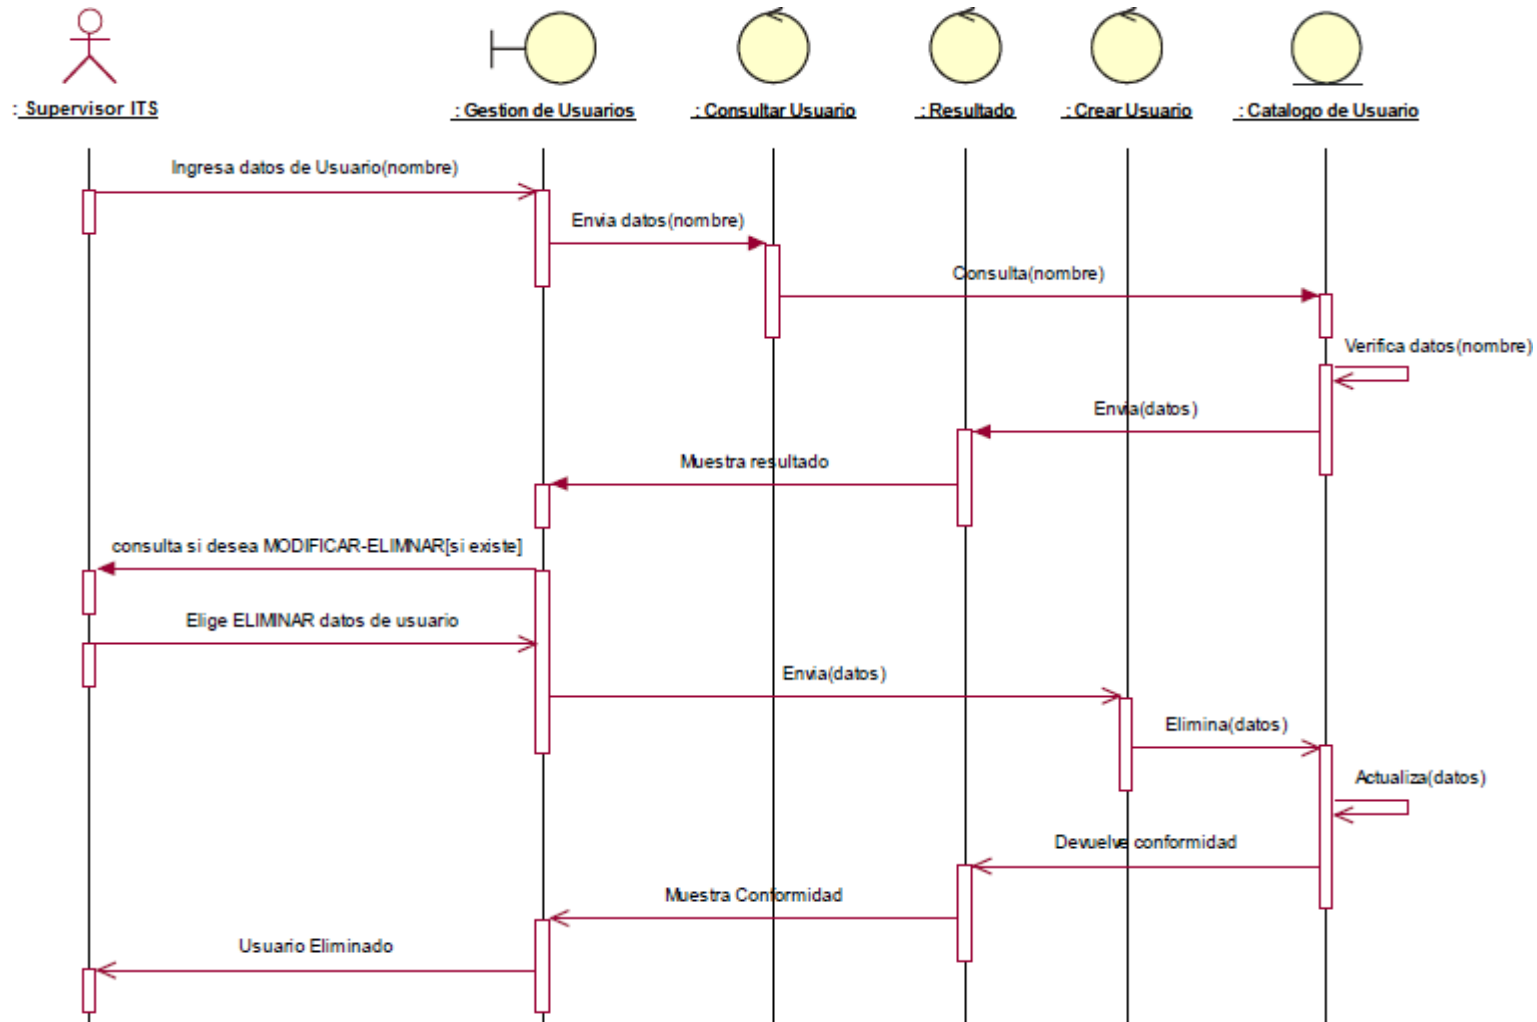 : Supervisor ITS
: Gestion de Usuarios
: Consultar Usuario
: Resultado
: Crear Usuario
: Catalogo de Usuario
Ingresa datos de Usuario(nombre)
Envia datos(nombre)
Consulta(nombre)
Verifica datos(nombre)
Envia(datos)
Muestra resultado
consulta si desea MODIFICAR-ELIMNAR[si existe]
Elige ELIMINAR datos de usuario
Envia(datos)
Elimina(datos)
Actualiza(datos)
Devuelve conformidad
Muestra Conformidad
Usuario Eliminado